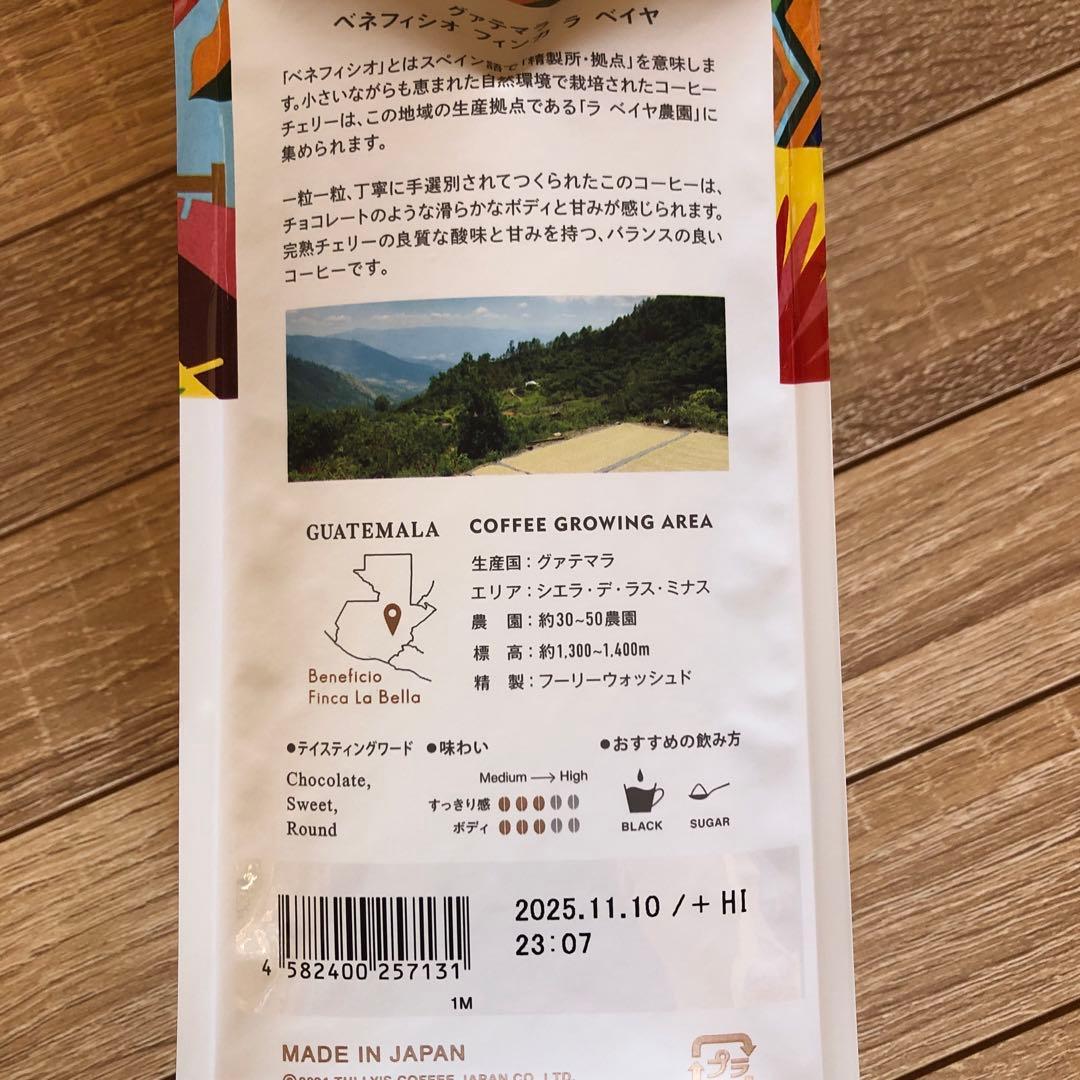 グァテマラ ラ ベイヤ
ベネフィシオ フィンカ
「ベネフィシオ」とはスペイン語で「精製所・拠点」を意味しま
す。小さいながらも恵まれた自然環境で栽培されたコーヒー
チェリーは、この地域の生産拠点である「ラ ベイヤ農園」に
集められます。
一粒一粒、丁寧に手選別されてつくられたこのコーヒーは、
チョコレートのような滑らかなボディと甘みが感じられます。
完熟チェリーの良質な酸味と甘みを持つ、バランスの良い
コーヒーです。
GUATEMALA
Beneficio
Finca La Bella
COFFEE GROWING AREA
生産国：グァテマラ
エリア：シエラ・デ・ラス・ミナス
農 園：約30~50農園
標 高：約1,300~1,400m
精 製：フーリーウォッシュド
●テイスティングワード
Chocolate,
Sweet,
Round
●味わい
Medium → High
すっきり感
ボディ
●おすすめの飲み方
BLACK SUGAR
2025.11.10 /+ HI
23:07
4 582400 257131
1M
MADE IN JAPAN
プラ
TULLY'S COFFEE JAPAN CO., LTD.